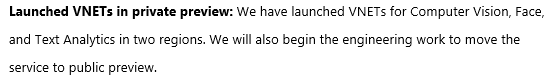 Launched VNETs in private preview: We have launched VNETs for Computer Vision, Face,
and Text Analytics in two regions. We will also begin the engineering work to move the
service to public preview.